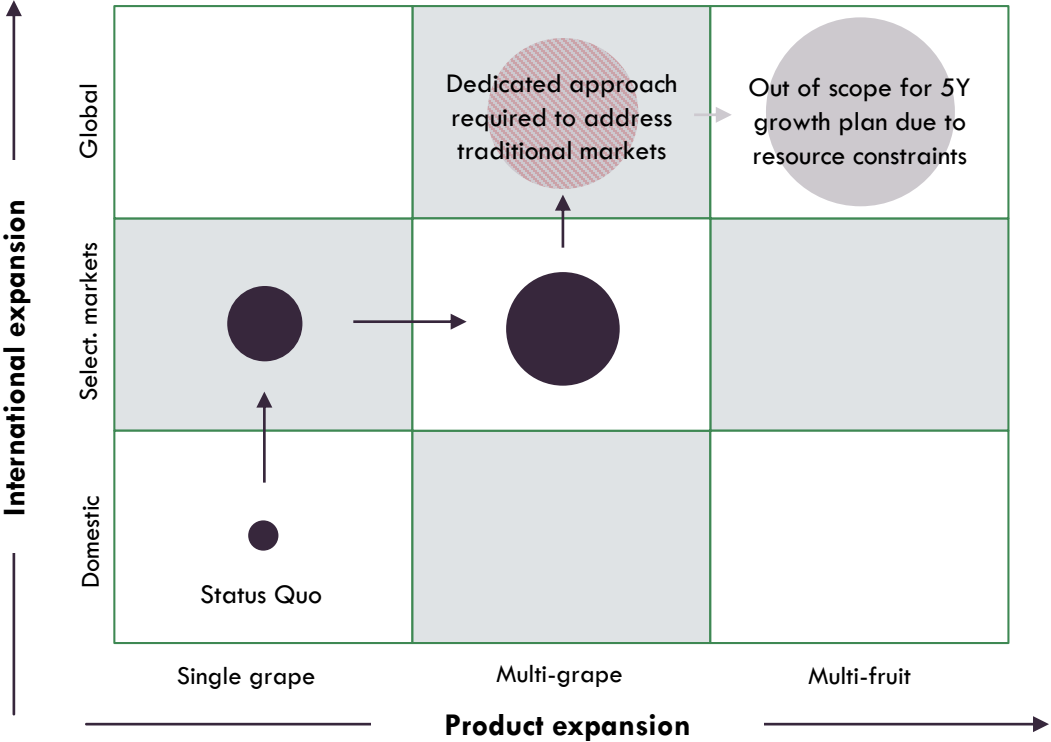 International expansion
Global
Select. markets
Domestic
Dedicated approach
required to address
traditional markets
Out of scope for 5Y
growth plan due to
resource constraints
Status Quo
Single grape
Multi-grape
Multi-fruit
Product expansion